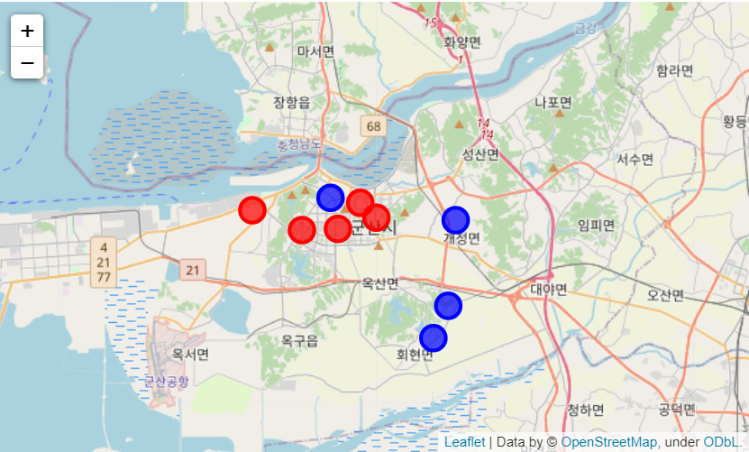 +
−
마서면
화양면
15
1
금강
함라면
장항읍
나포면
68
황등
14
14
충청남도
성산면
서수면
군산시
임피면
개정면
4
21
77
21
옥산면
대야면
오산면
옥구읍
옥서면
회현면
군산공항
청하면
공덕면
Leaflet | Data by © OpenStreetMap, under ODbL.